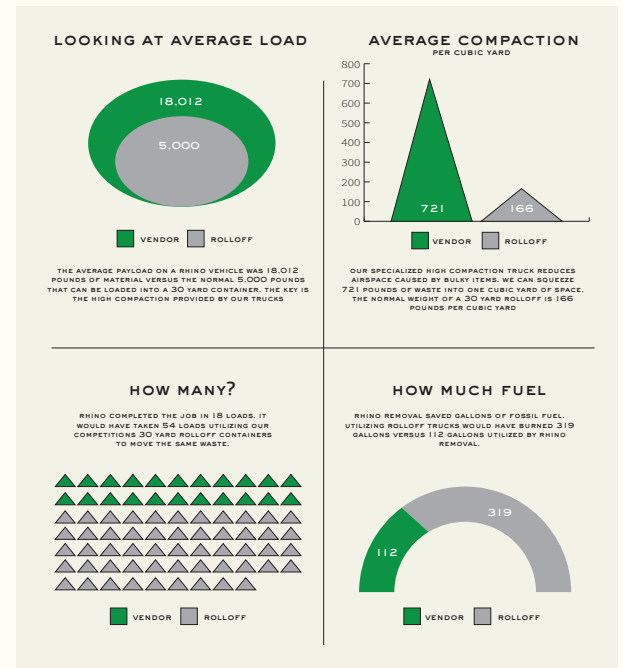 LOOKING AT AVERAGE LOAD
18,012
5,000
VENDOR ROLLOFF
THE AVERAGE PAYLOAD ON A RHINO VEHICLE WAS 18,012
POUNDS OF MATERIAL VERSUS THE NORMAL 5,000 POUNDS
THAT CAN BE LOADED INTO A 30 YARD CONTAINER. THE KEY IS
THE HIGH COMPACTION PROVIDED BY OUR TRUCKS
AVERAGE COMPACTION
PER CUBIC YARD
800
700
600
500
400
300
200
100
0
721
166
VENDOR ROLLOFF
OUR SPECIALIZED HIGH COMPACTION TRUCK REDUCES
AIRSPACE CAUSED BY BULKY ITEMS. WE CAN SQUEEZE
721 POUNDS OF WASTE INTO ONE CUBIC YARD OF SPACE.
THE NORMAL WEIGHT OF A 30 YARD ROLLOFF IS 166
POUNDS PER CUBIC YARD
HOW MANY?
RHINO COMPLETED THE JOB IN 18 LOADS. IT
WOULD HAVE TAKEN 54 LOADS UTILIZING OUR
COMPETITIONS 30 YARD ROLLOFF CONTAINERS
TO MOVE THE SAME WASTE.
VENDOR ROLLOFF
HOW MUCH FUEL
RHINO REMOVAL SAVED GALLONS OF FOSSIL FUEL.
UTILIZING ROLLOFF TRUCKS WOULD HAVE BURNED 319
GALLONS VERSUS 112 GALLONS UTILIZED BY RHINO
REMOVAL.
319
112
VENDOR ROLLOFF